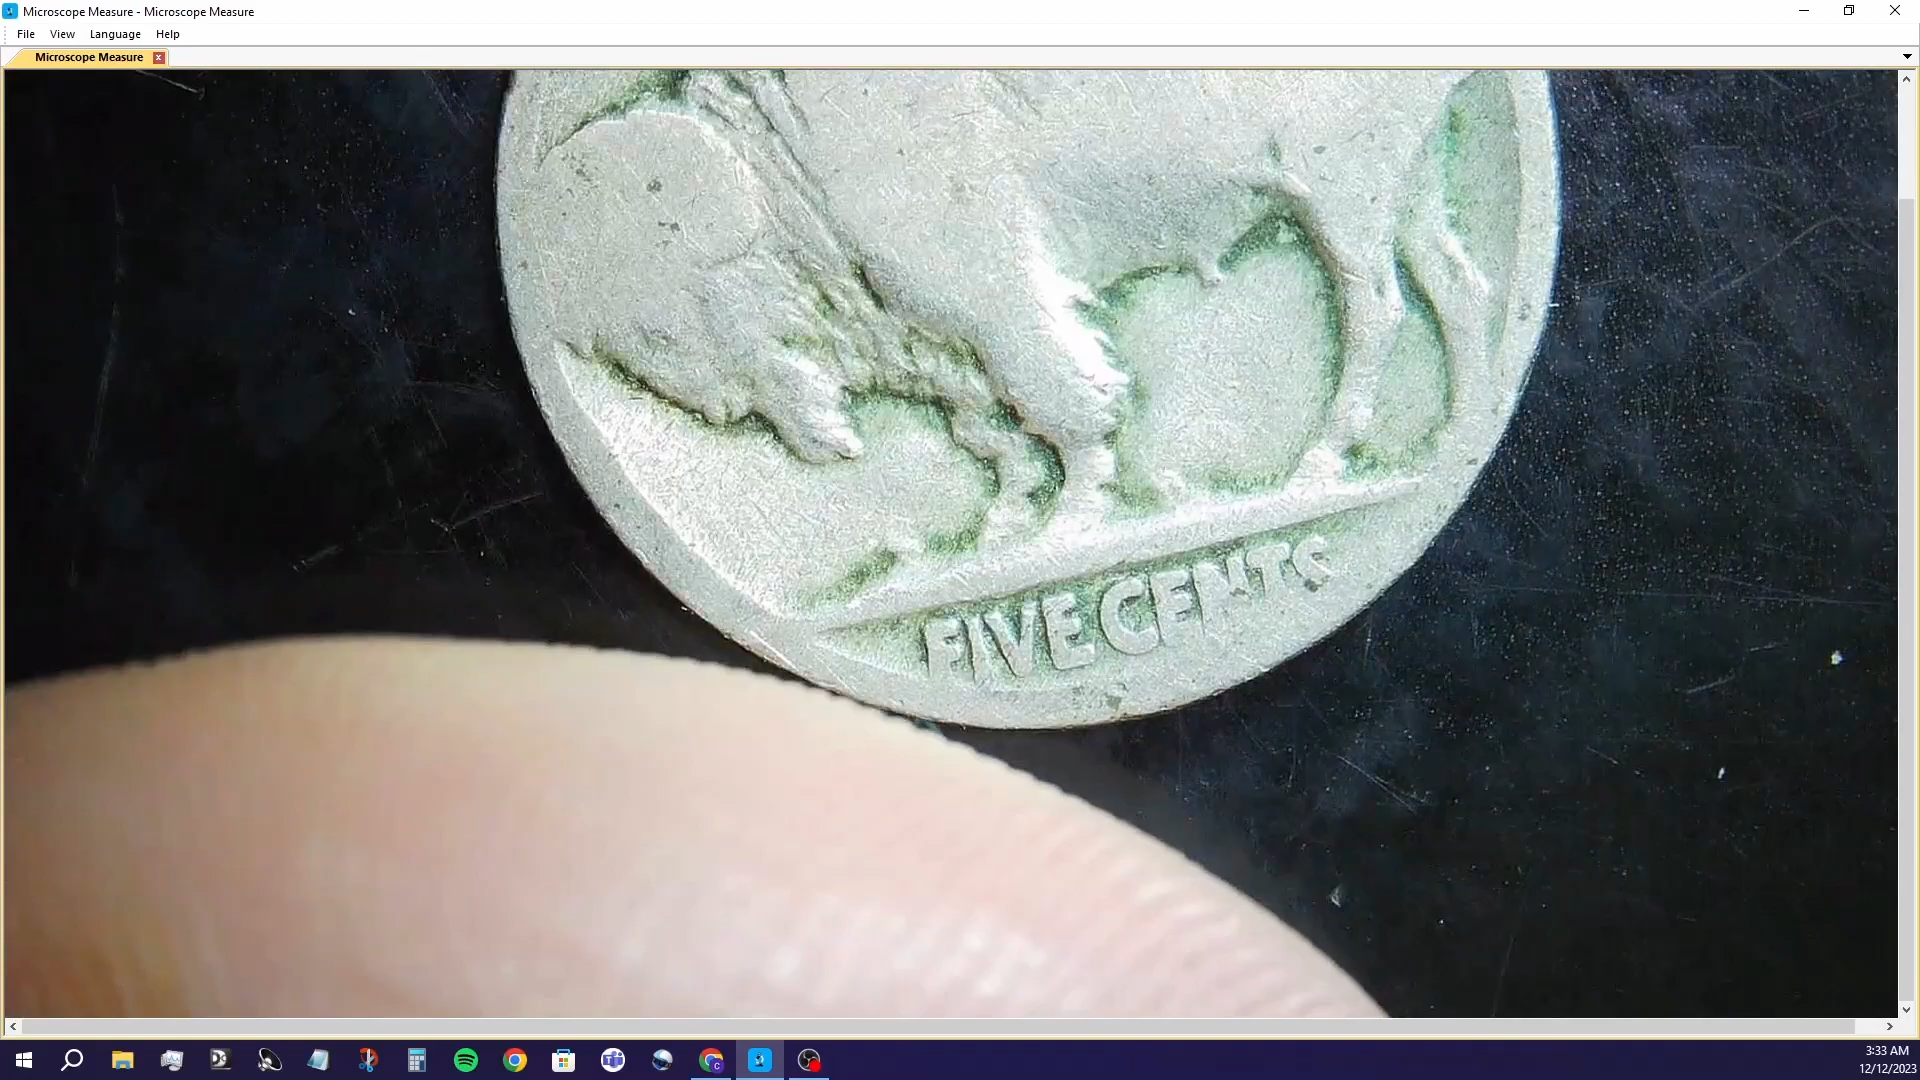 Microscope Measure - Microscope Measure
File View Language Help
Microscope Measure
FIVE CENTS
3:33 AM
12/12/2023